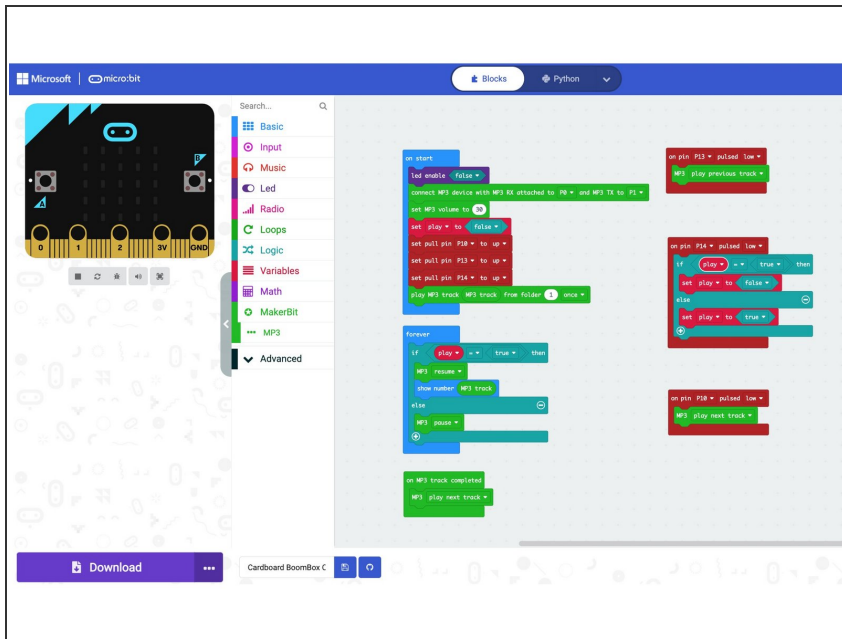 Microsoft micro:bit
Blocks Python
Search...
Basic
Input
Music
Led
Radio
Loops
Logic
Variables
Math
MakerBit
MP3
Advanced
B
A
0 1 2 3V GND
on start
led enable false
connect MP3 device with MP3 RX attached to P0 and MP3 TX to P1
set MP3 volume to 30
set play to false
set pull pin P10 to up
set pull pin P13 to up
set pull pin P14 to up
play MP3 track MP3 track from folder 1 once
forever
if play = true then
MP3 resume
show number MP3 track
else
MP3 pause
on MP3 track completed
MP3 play next track
on pin P13 pulsed low
MP3 play previous track
on pin P14 pulsed low
if play = true then
set play to false
else
set play to true
on pin P10 pulsed low
MP3 play next track
Download
Cardboard BoomBox C